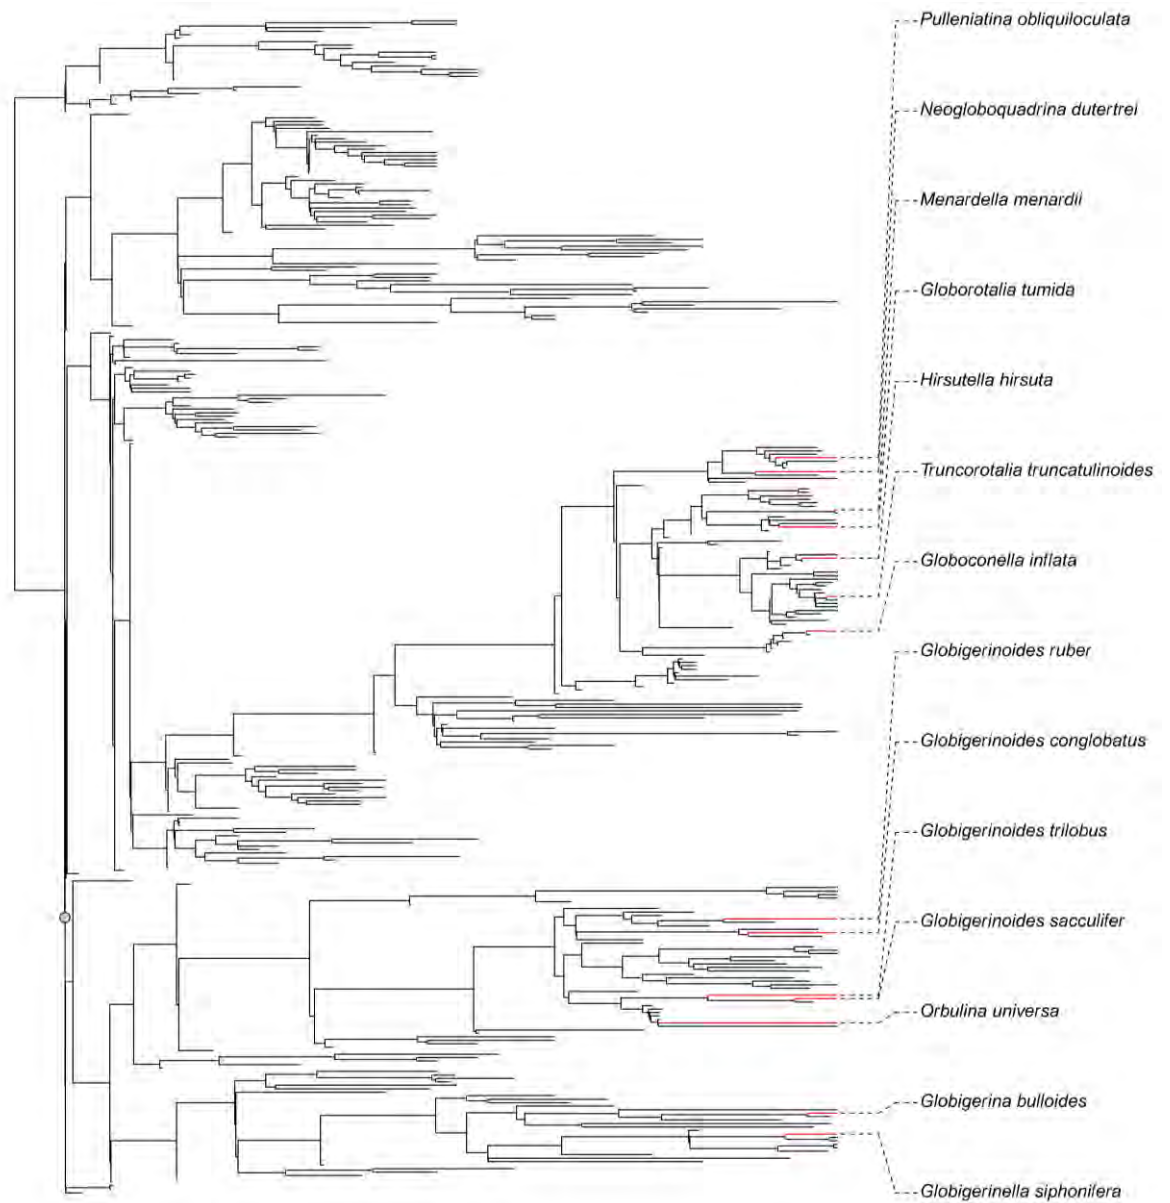 Pulleniatina obliquiloculata
Neogloboquadrina dutertrei
Menardella menardii
Globorotalia tumida
Hirsutella hirsuta
Truncorotalia truncatulinoides
Globoconella inflata
Globigerinoides ruber
Globigerinoides conglobatus
Globigerinoides trilobus
Globigerinoides sacculifer
Orbulina universa
Globigerina bulloides
Globigerinella siphonifera